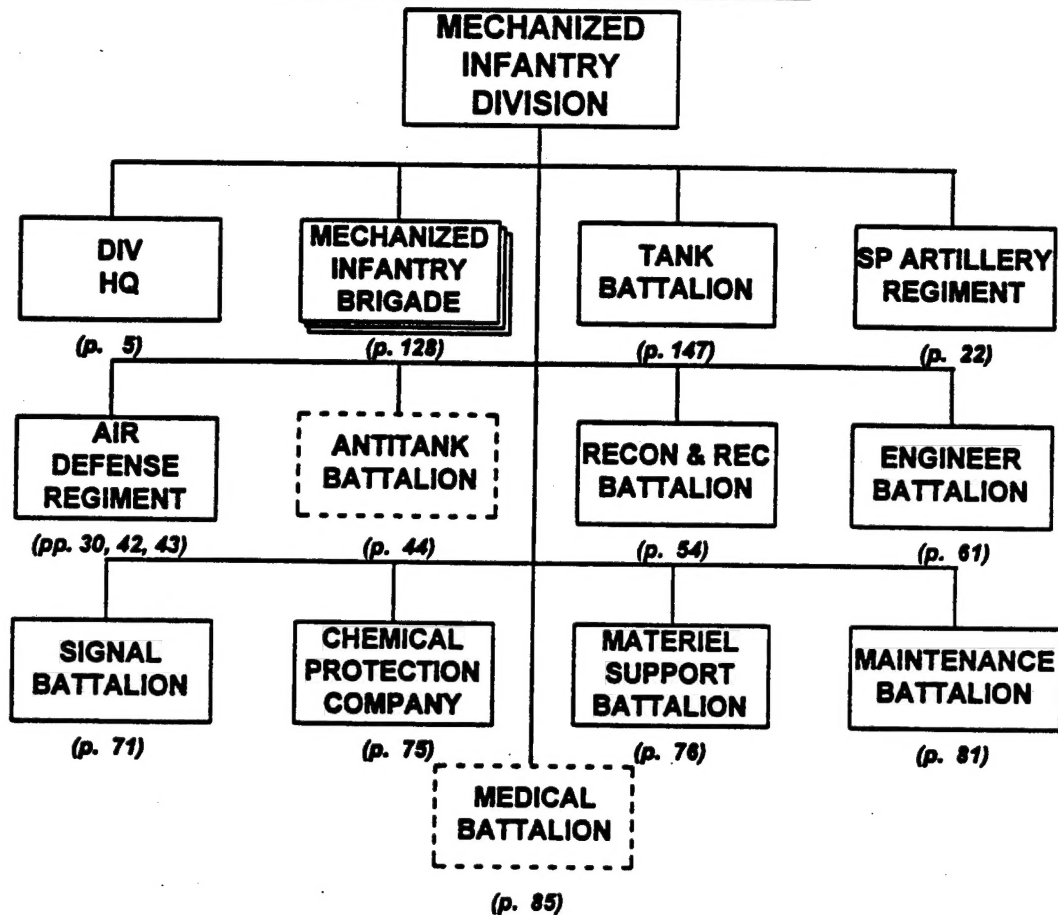 MECHANIZED
INFANTRY
DIVISION
DIV
HQ
(p. 5)
MECHANIZED
INFANTRY
BRIGADE
(p. 128)
TANK
BATTALION
(p. 147)
SP ARTILLERY
REGIMENT
(p. 22)
AIR
DEFENSE
REGIMENT
(pp. 30, 42, 43)
ANTITANK
BATTALION
(p. 44)
RECON & REC
BATTALION
(p. 54)
ENGINEER
BATTALION
(p. 61)
SIGNAL
BATTALION
(p. 71)
CHEMICAL
PROTECTION
COMPANY
(p. 75)
MATERIEL
SUPPORT
BATTALION
(p. 76)
MAINTENANCE
BATTALION
(p. 81)
MEDICAL
BATTALION
(p. 85)